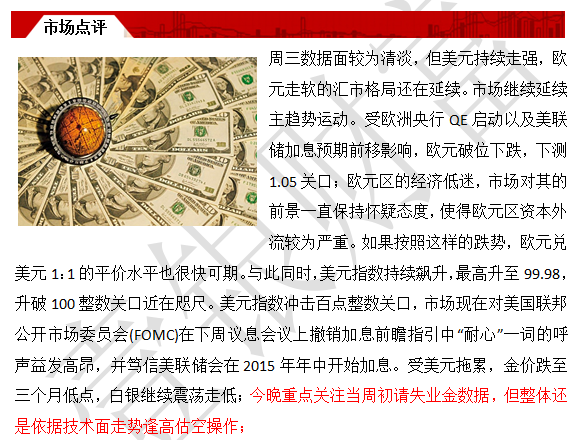 市场点评
周三数据面较为清淡，但美元持续走强，欧
元走软的汇市格局还在延续。市场继续延续
主趋势运动。受欧洲央行 QE 启动以及美联
储加息预期前移影响，欧元破位下跌，下测
1.05 关口；欧元区的经济低迷，市场对其的
前景一直保持怀疑态度，使得欧元区资本外
流较为严重。如果按照这样的跌势，欧元兑
美元 1：1 的平价水平也很快可期。与此同时，美元指数持续飙升，最高升至 99.98，
升破 100 整数关口近在咫尺。美元指数冲击百点整数关口，市场现在对美国联邦
公开市场委员会(FOMC)在下周议息会议上撤销加息前瞻指引中“耐心”一词的呼
声益发高昂，并笃信美联储会在 2015 年年中开始加息。受美元拖累，金价跌至
三个月低点，白银继续震荡走低；今晚重点关注当周初请失业金数据，但整体还
是依据技术面走势逢高估空操作；